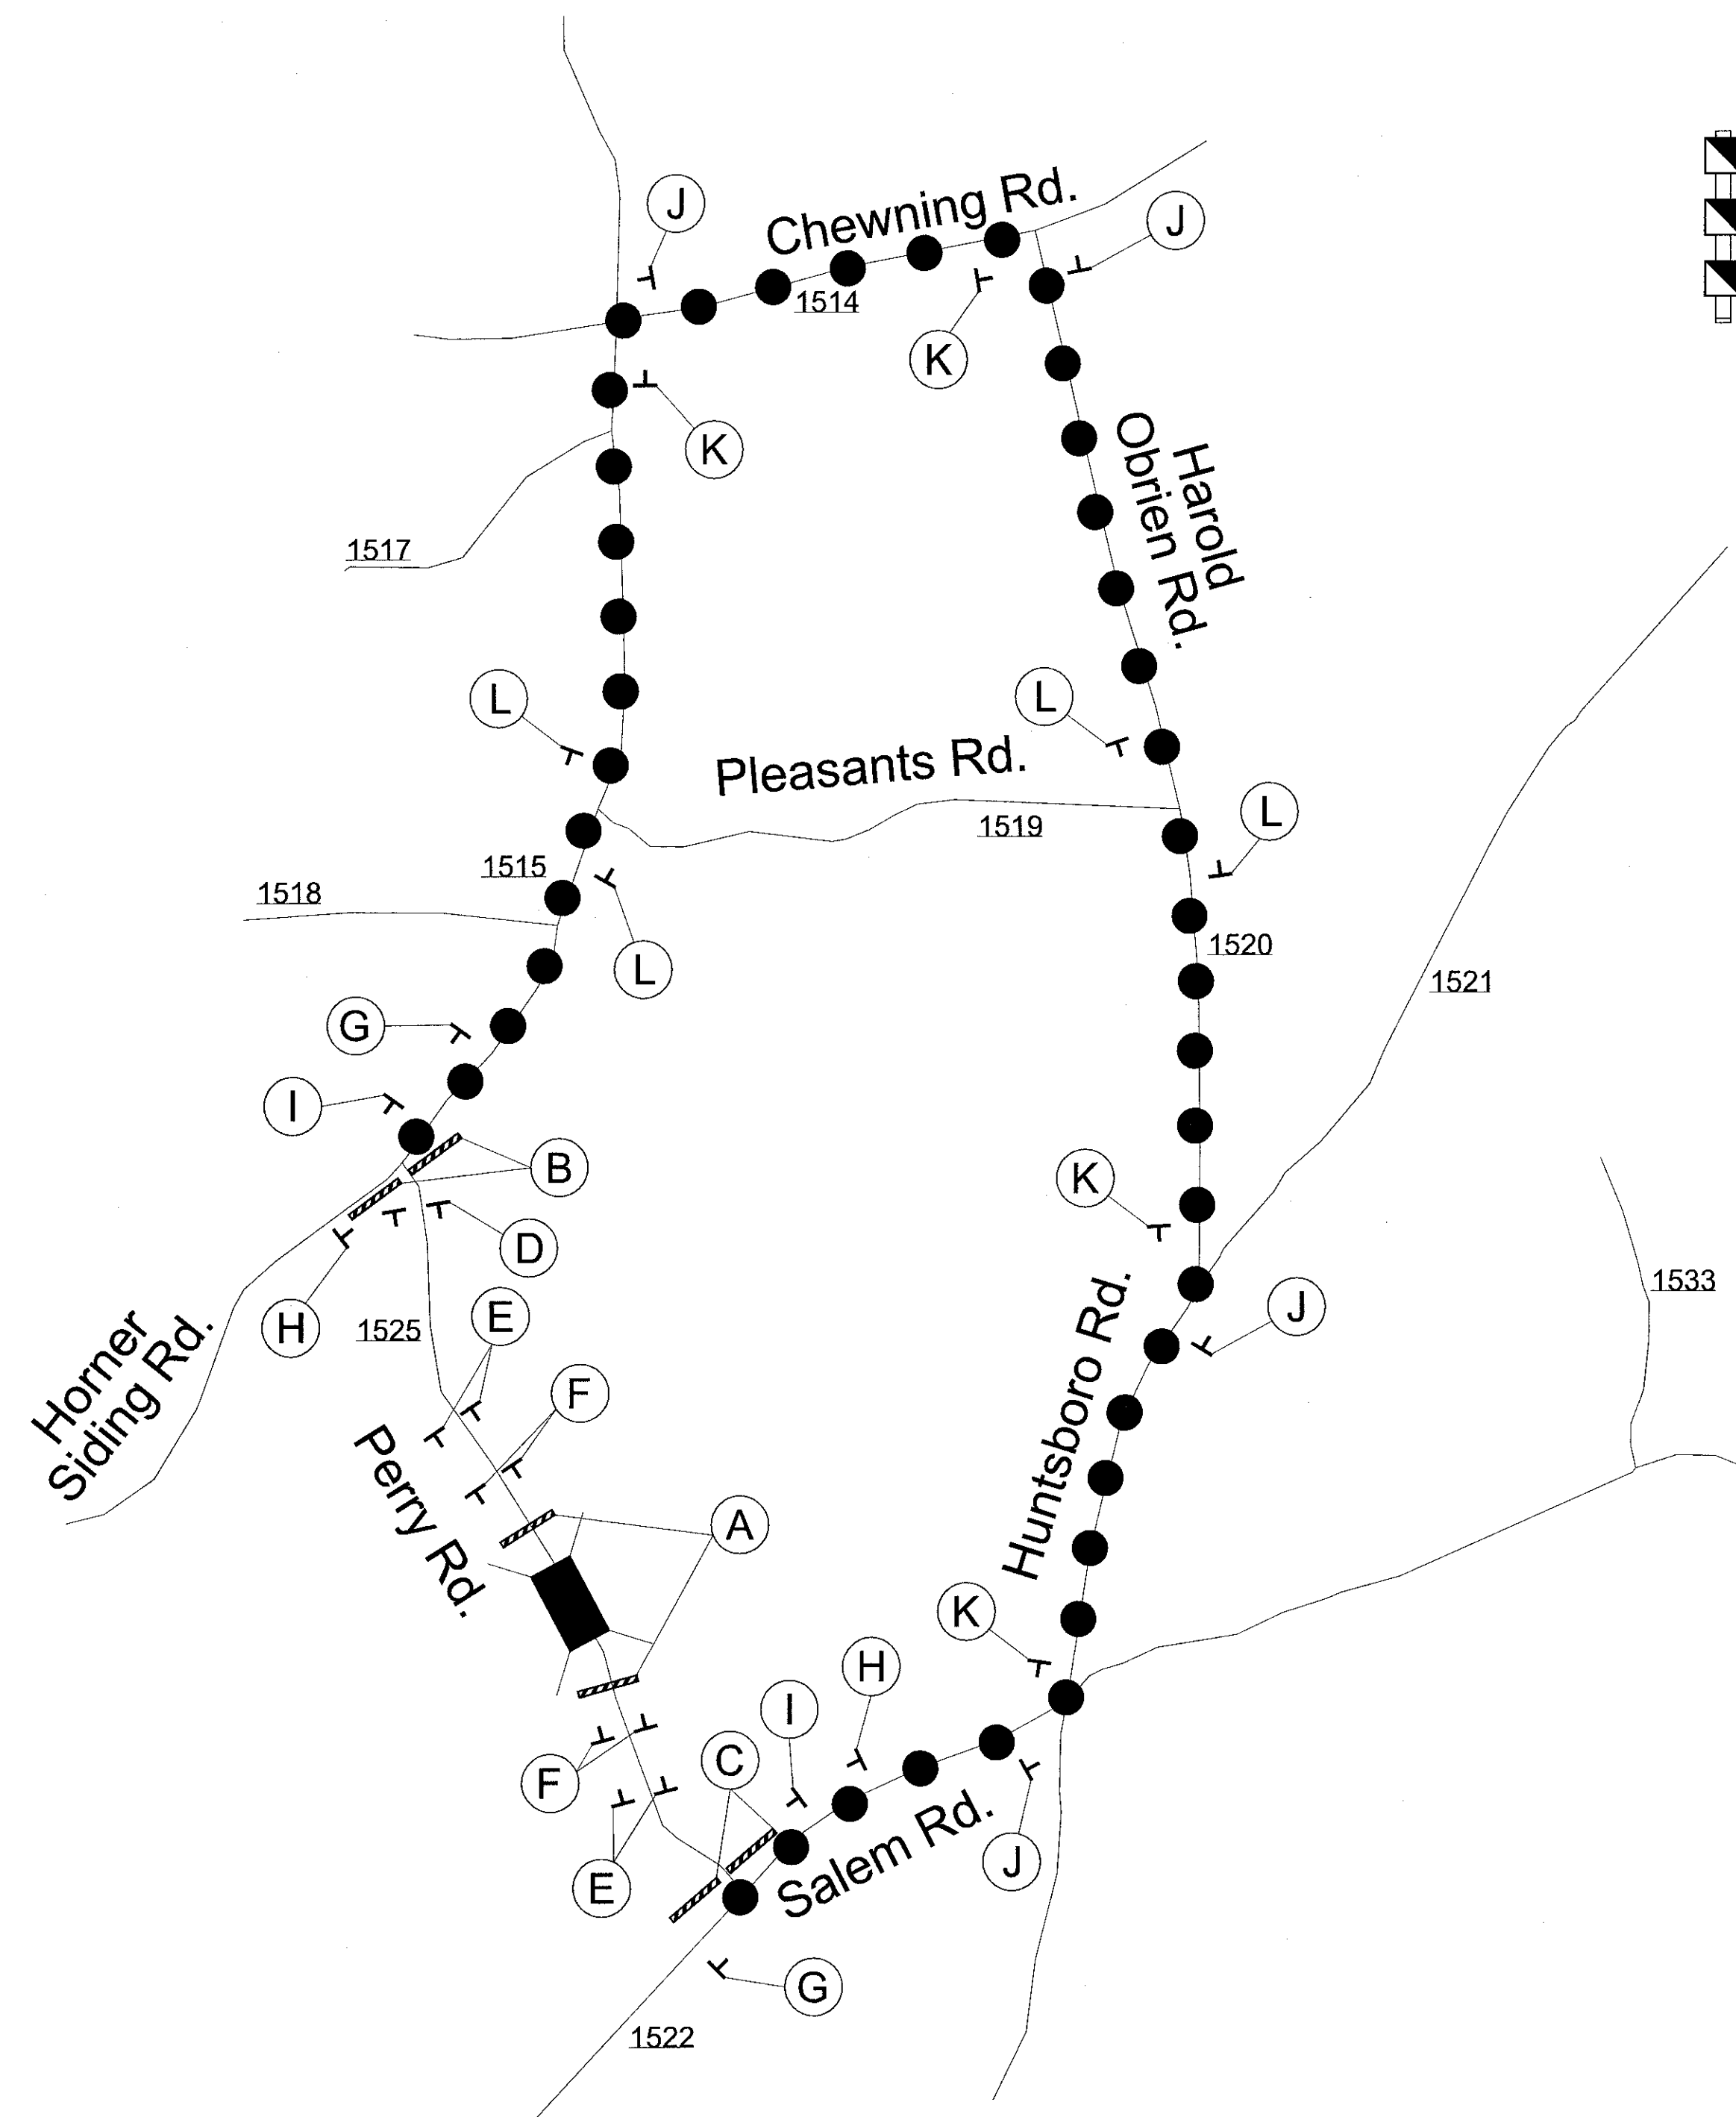 J
Chewning Rd.
J
1514
K
K
Harold
Obrien Rd.
1517
L
L
Pleasants Rd.
L
1519
1515
1518
1520
L
1521
G
I
B
K
D
1533
H
E
J
1525
Horner
Siding Rd.
F
Huntsboro Rd.
Perry Rd.
A
K
H
I
C
F
Salem Rd.
J
E
G
1522